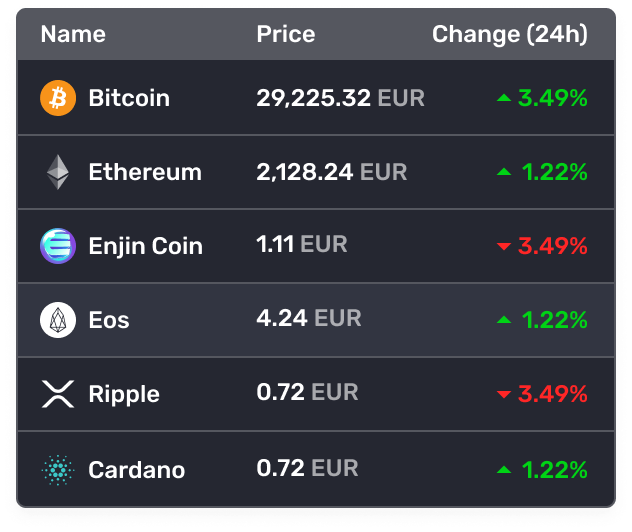 Name Price Change (24h)
Bitcoin 29,225.32 EUR 3.49%
Ethereum 2,128.24 EUR 1.22%
Enjin Coin 1.11 EUR 3.49%
Eos 4.24 EUR 1.22%
Ripple 0.72 EUR 3.49%
Cardano 0.72 EUR 1.22%